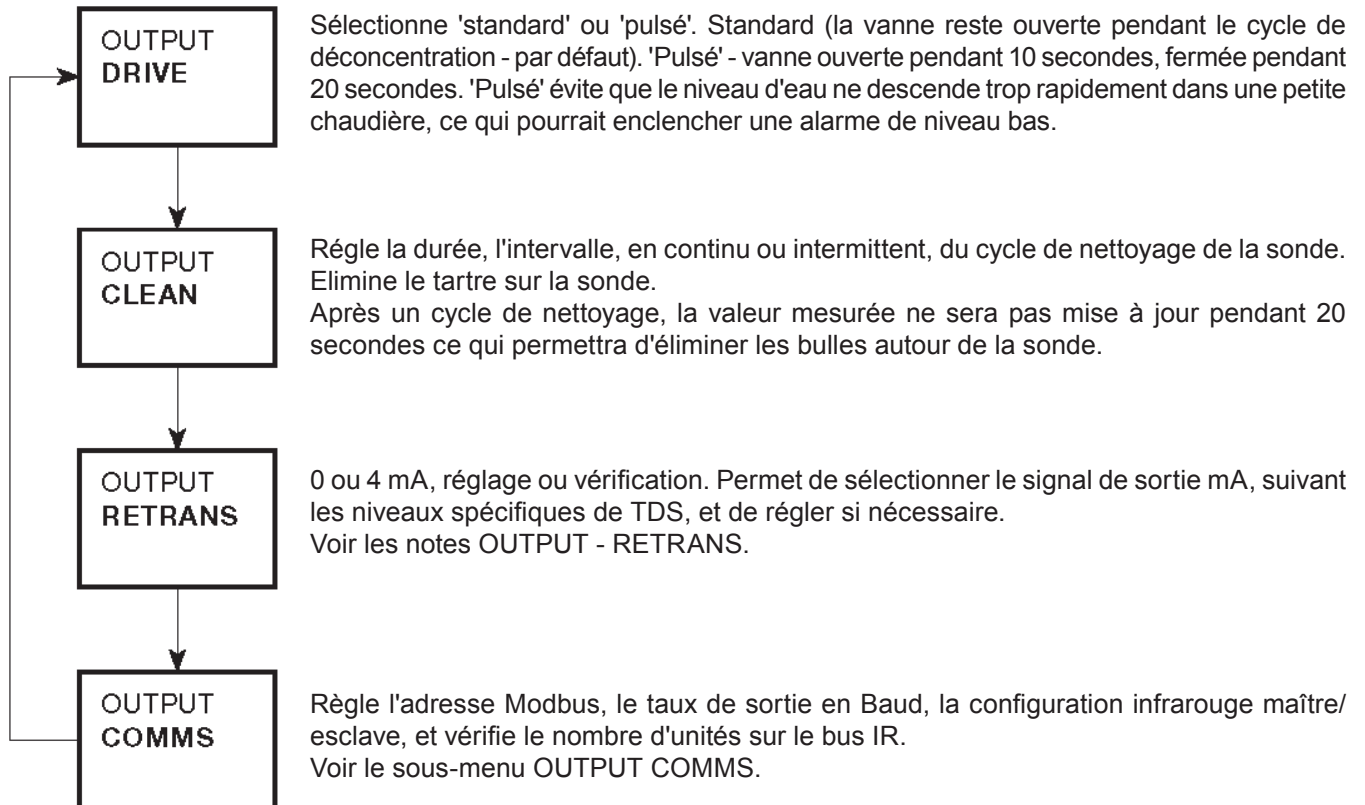 OUTPUT
DRIVE
Sélectionne 'standard' ou 'pulsé'. Standard (la vanne reste ouverte pendant le cycle de
déconcentration - par défaut). 'Pulsé' - vanne ouverte pendant 10 secondes, fermée pendant
20 secondes. 'Pulsé' évite que le niveau d'eau ne descende trop rapidement dans une petite
chaudière, ce qui pourrait enclencher une alarme de niveau bas.
OUTPUT
CLEAN
Régle la durée, l'intervalle, en continu ou intermittent, du cycle de nettoyage de la sonde.
Elimine le tartre sur la sonde.
Après un cycle de nettoyage, la valeur mesurée ne sera pas mise à jour pendant 20
secondes ce qui permettra d'éliminer les bulles autour de la sonde.
OUTPUT
RETRANS
0 ou 4 mA, réglage ou vérification. Permet de sélectionner le signal de sortie mA, suivant
les niveaux spécifiques de TDS, et de régler si nécessaire.
Voir les notes OUTPUT - RETRANS.
OUTPUT
COMMS
Règle l'adresse Modbus, le taux de sortie en Baud, la configuration infrarouge maître/
esclave, et vérifie le nombre d'unités sur le bus IR.
Voir le sous-menu OUTPUT COMMS.